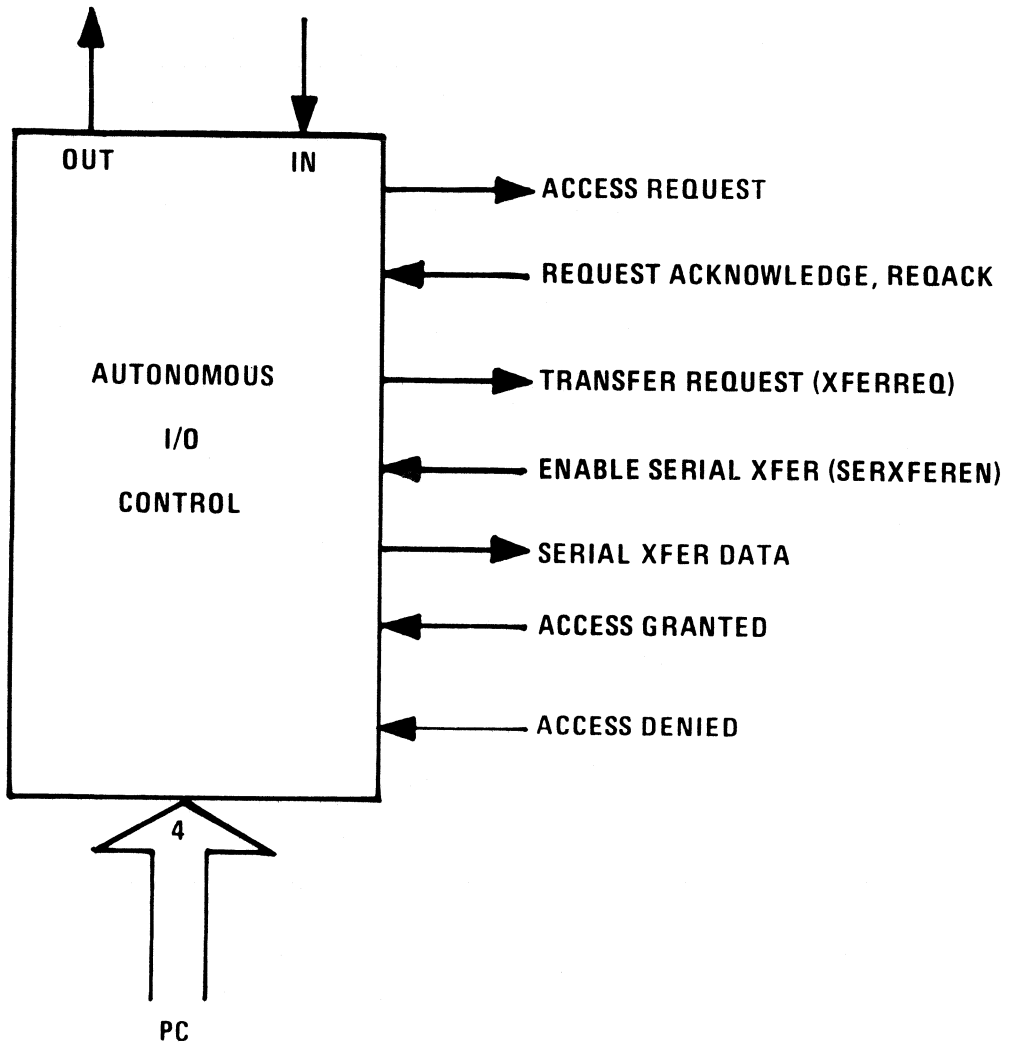 OUT
IN
ACCESS REQUEST
REQUEST ACKNOWLEDGE, REQACK
AUTONOMOUS
I/O
CONTROL
TRANSFER REQUEST (XFERREQ)
ENABLE SERIAL XFER (SERXFEREN)
SERIAL XFER DATA
ACCESS GRANTED
ACCESS DENIED
4
PC